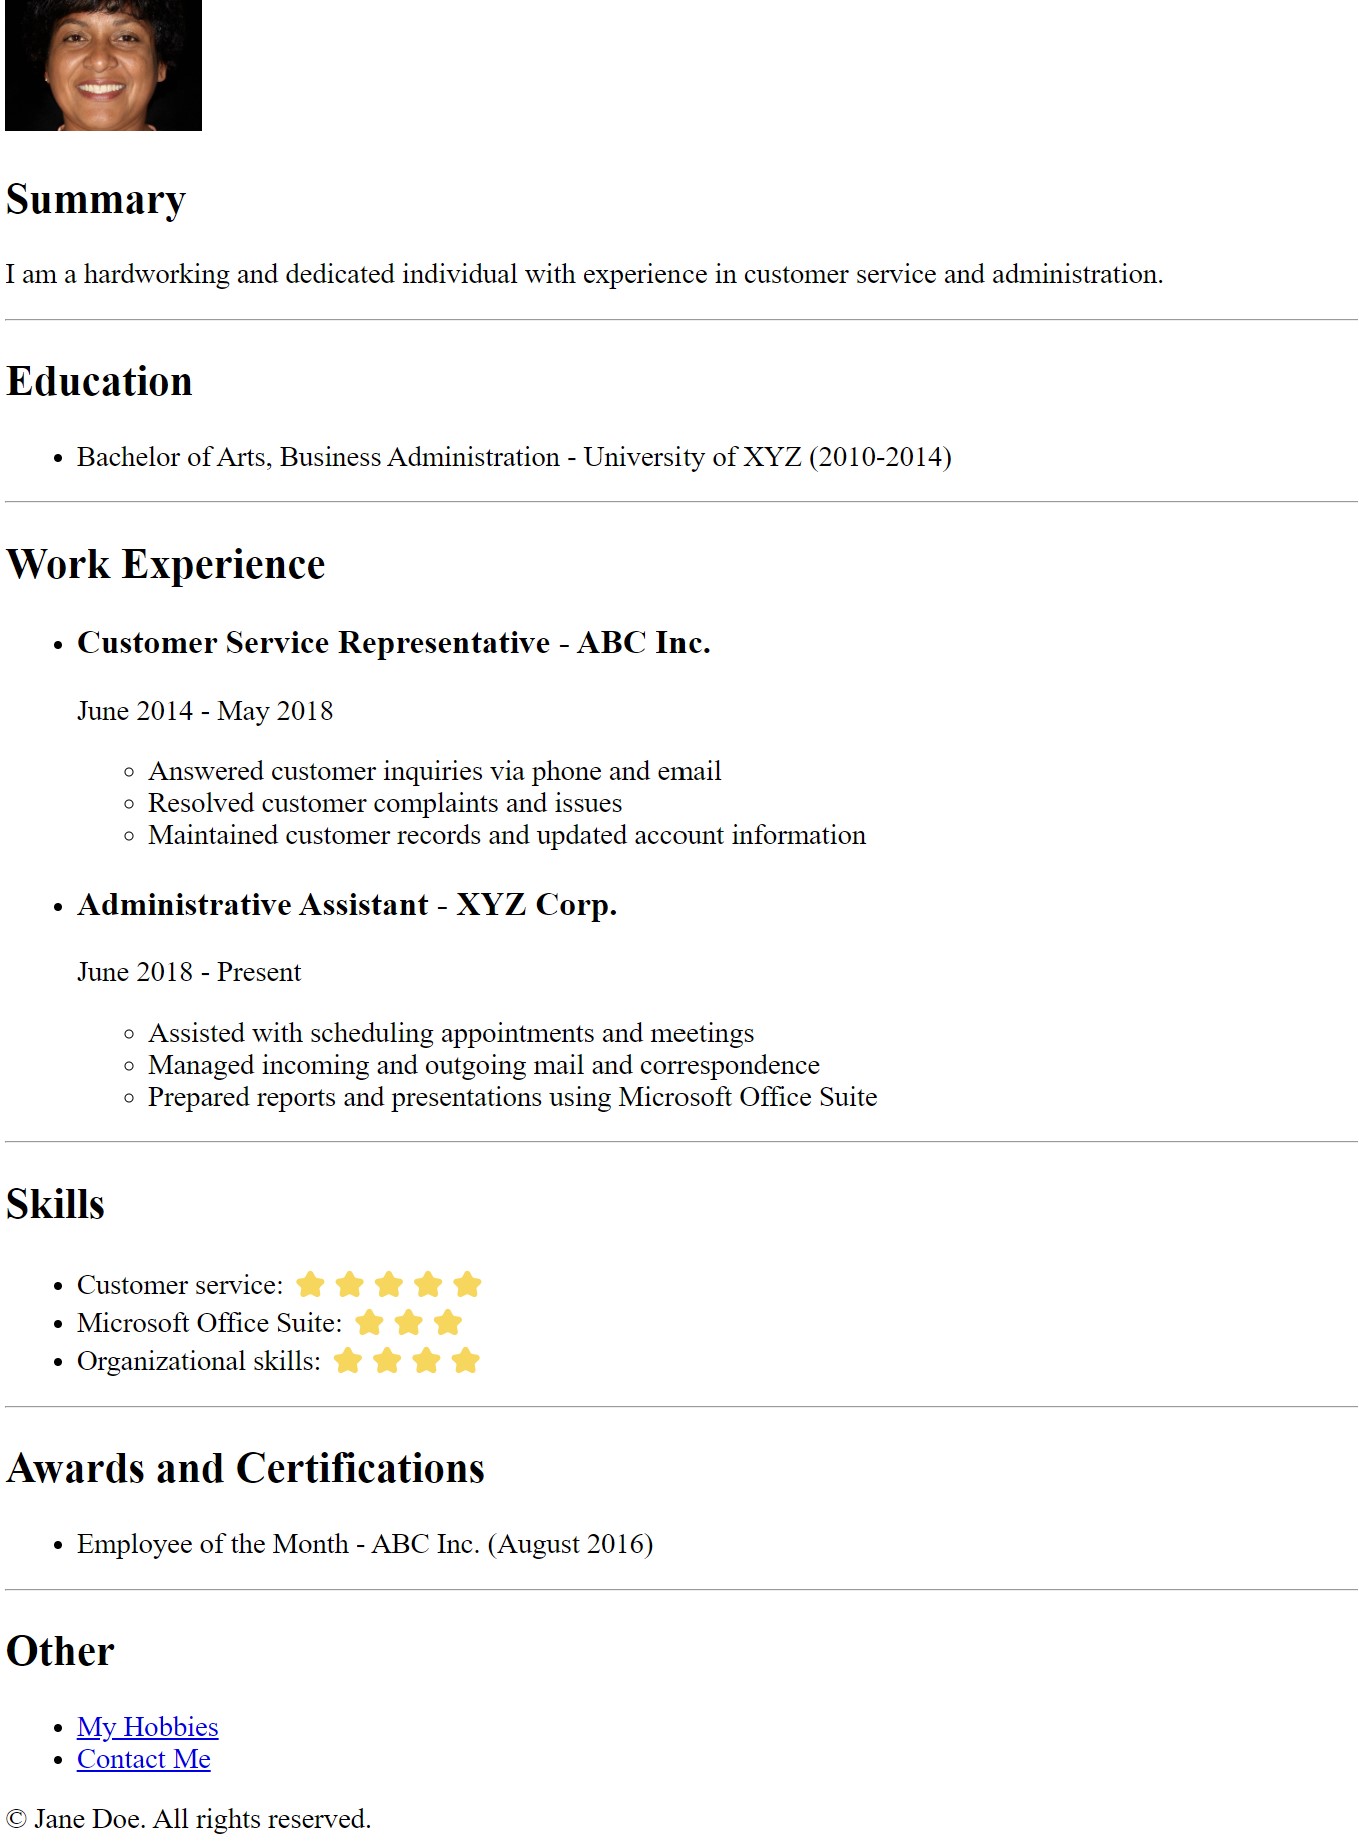 Summary
I am a hardworking and dedicated individual with experience in customer service and administration.
Education
Bachelor of Arts, Business Administration - University of XYZ (2010-2014)
Work Experience
Customer Service Representative - ABC Inc.
June 2014 - May 2018
Answered customer inquiries via phone and email
Resolved customer complaints and issues
Maintained customer records and updated account information
Administrative Assistant - XYZ Corp.
June 2018 - Present
Assisted with scheduling appointments and meetings
Managed incoming and outgoing mail and correspondence
Prepared reports and presentations using Microsoft Office Suite
Skills
Customer service:
Microsoft Office Suite:
Organizational skills:
Awards and Certifications
Employee of the Month - ABC Inc. (August 2016)
Other
My Hobbies
Contact Me
© Jane Doe. All rights reserved.